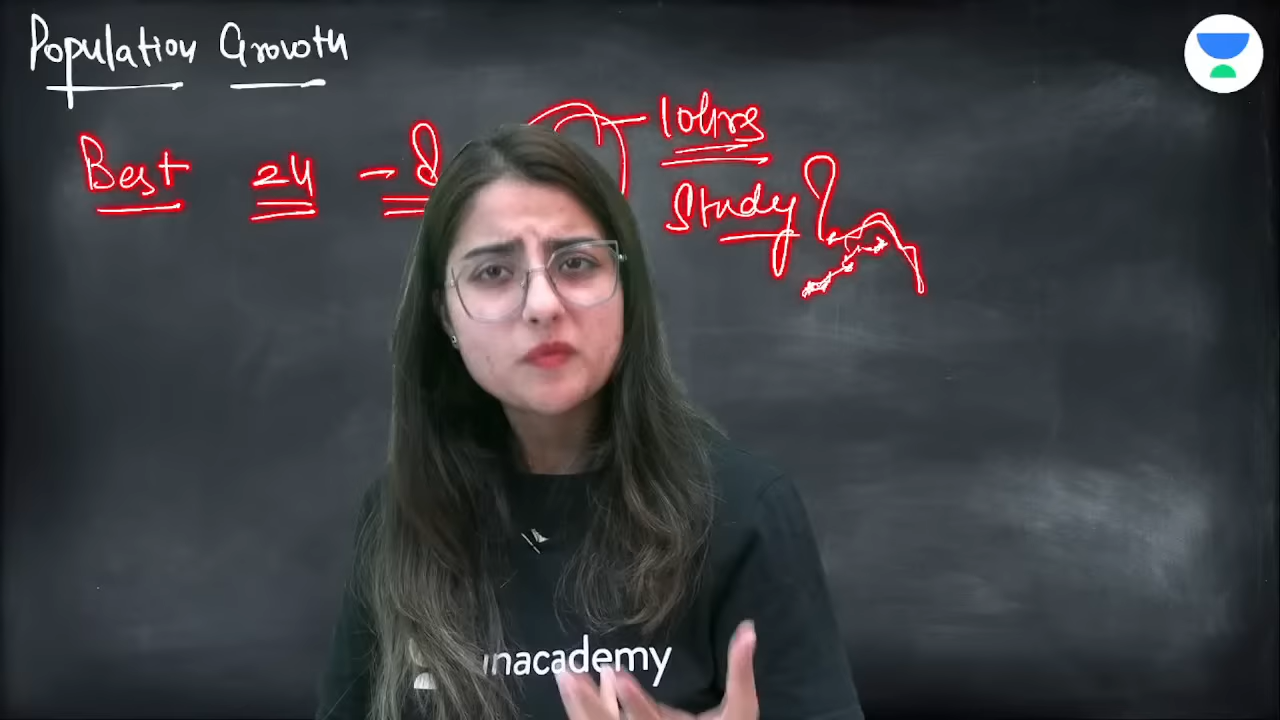 Population Growth
10Hrs
Best 24 - 8
Study
unacademy